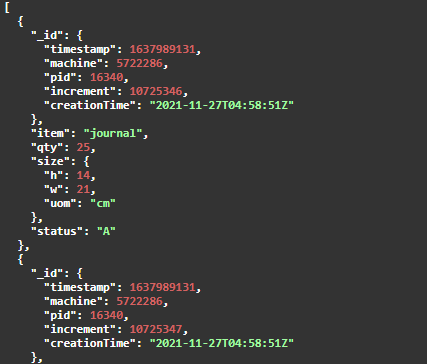 [
  {
    "_id": {
      "timestamp": 1637989131,
      "machine": 5722286,
      "pid": 16340,
      "increment": 10725346,
      "creationTime": "2021-11-27T04:58:51Z"
    },
    "item": "journal",
    "qty": 25,
    "size": {
      "h": 14,
      "w": 21,
      "uom": "cm"
    },
    "status": "A"
  },
  {
    "_id": {
      "timestamp": 1637989131,
      "machine": 5722286,
      "pid": 16340,
      "increment": 10725347,
      "creationTime": "2021-11-27T04:58:51Z"
    },